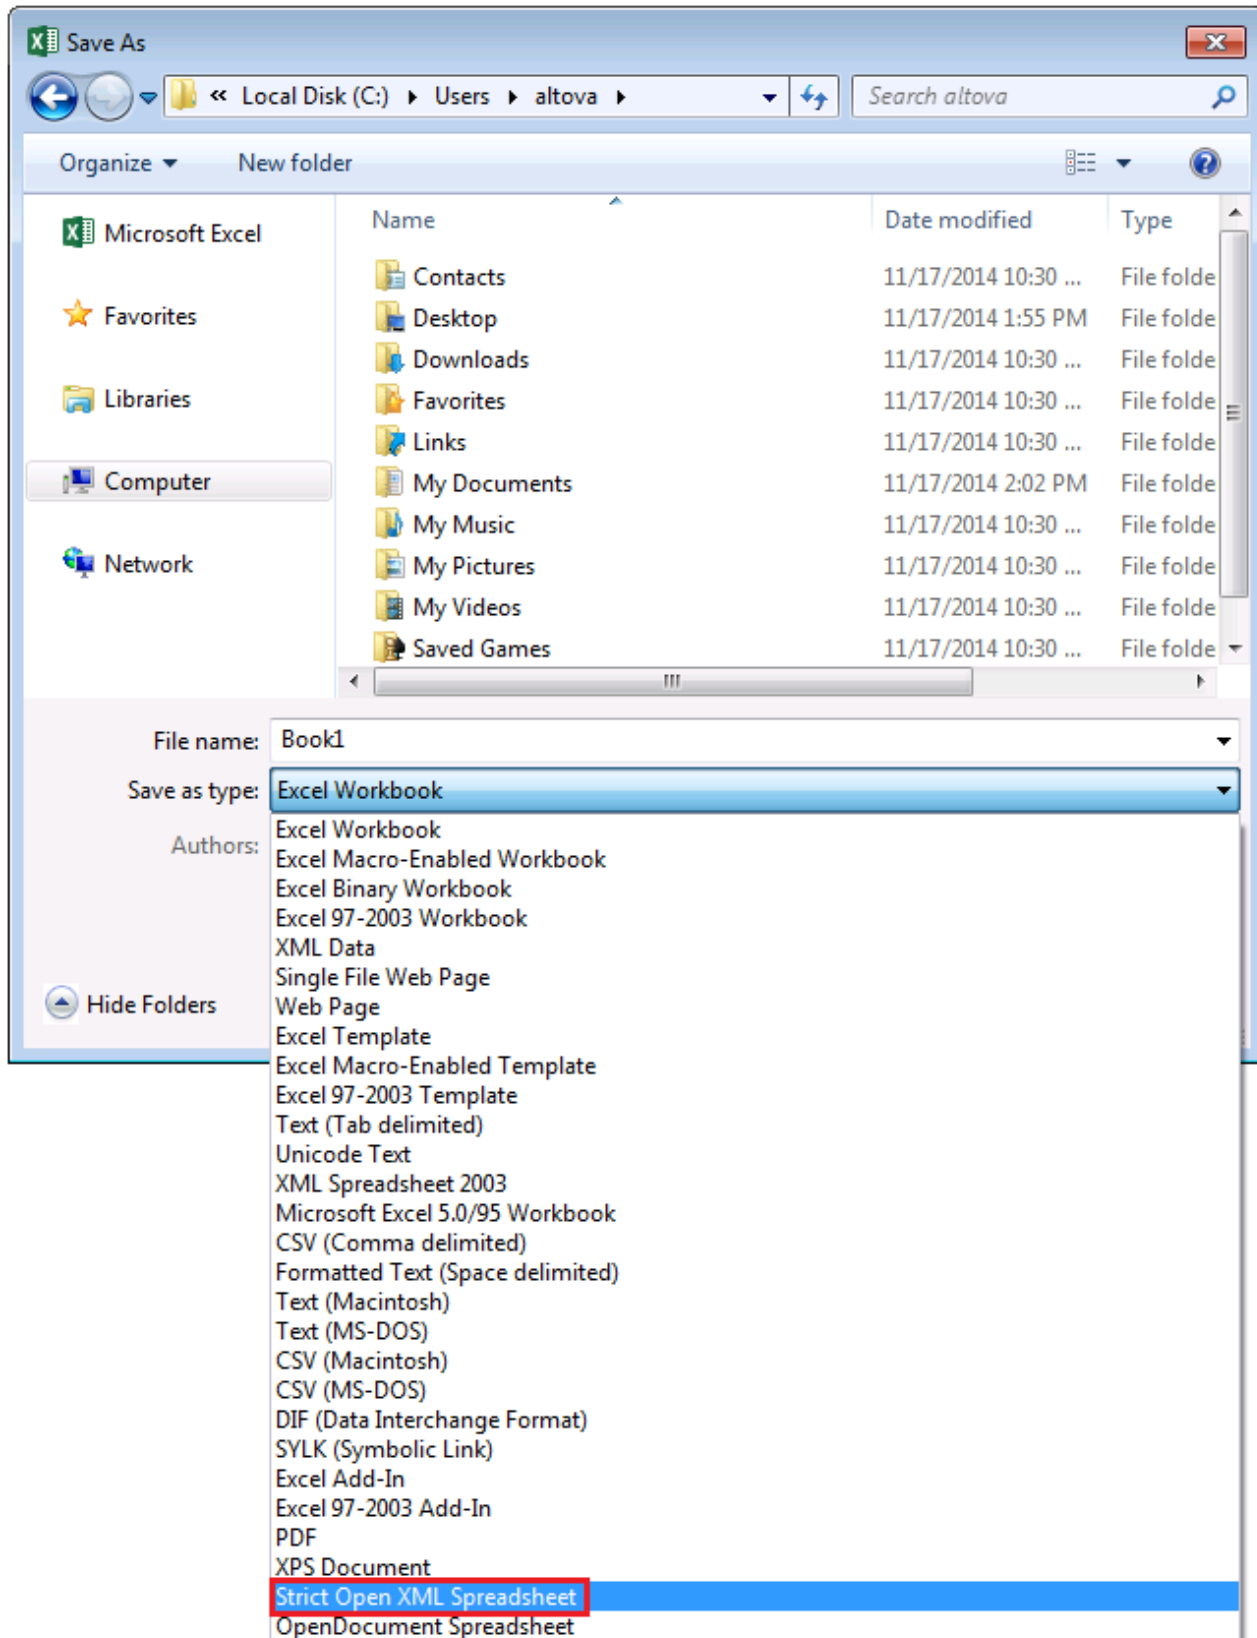 Save As
« Local Disk (C:) ▸ Users ▸ altova ▸
Search altova
Organize
New folder
Microsoft Excel
Favorites
Libraries
Computer
Network
Name Date modified Type
Contacts 11/17/2014 10:30 ... File folde
Desktop 11/17/2014 1:55 PM File folde
Downloads 11/17/2014 10:30 ... File folde
Favorites 11/17/2014 10:30 ... File folde
Links 11/17/2014 10:30 ... File folde
My Documents 11/17/2014 2:02 PM File folde
My Music 11/17/2014 10:30 ... File folde
My Pictures 11/17/2014 10:30 ... File folde
My Videos 11/17/2014 10:30 ... File folde
Saved Games 11/17/2014 10:30 ... File folde
File name: Book1
Save as type: Excel Workbook
Authors:
Hide Folders
Excel Workbook
Excel Macro-Enabled Workbook
Excel Binary Workbook
Excel 97-2003 Workbook
XML Data
Single File Web Page
Web Page
Excel Template
Excel Macro-Enabled Template
Excel 97-2003 Template
Text (Tab delimited)
Unicode Text
XML Spreadsheet 2003
Microsoft Excel 5.0/95 Workbook
CSV (Comma delimited)
Formatted Text (Space delimited)
Text (Macintosh)
Text (MS-DOS)
CSV (Macintosh)
CSV (MS-DOS)
DIF (Data Interchange Format)
SYLK (Symbolic Link)
Excel Add-In
Excel 97-2003 Add-In
PDF
XPS Document
Strict Open XML Spreadsheet
OpenDocument Spreadsheet